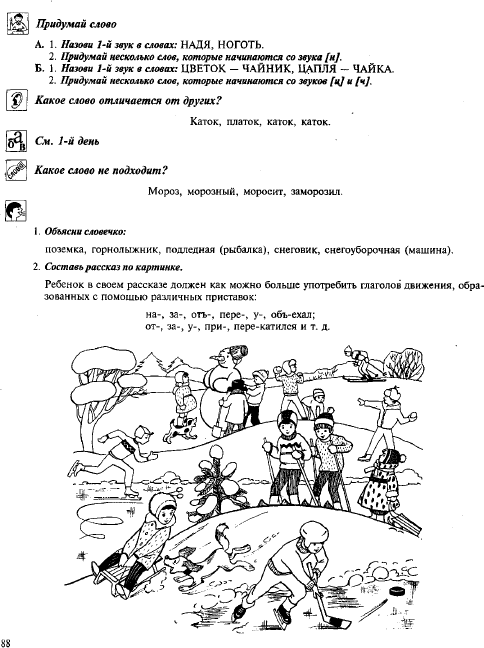 Придумай слово
А. 1. Назови 1-й звук в словах: НАДЯ, НОГОТЬ.
2. Придумай несколько слов, которые начинаются со звука [н].
Б. 1. Назови 1-й звук в словах: ЦВЕТОК — ЧАЙНИК, ЦАПЛЯ — ЧАЙКА.
2. Придумай несколько слов, которые начинаются со звуков [ц] и [ч].
Какое слово отличается от других?
Каток, платок, каток, каток.
См. 1-й день
Какое слово не подходит?
Мороз, морозный, моросит, заморозил.
1. Объясни словечко:
поземка, горнолыжник, подледная (рыбалка), снеговик, снегоуборочная (машина).
2. Составь рассказ по картинке.
Ребенок в своем рассказе должен как можно больше употребить глаголов движения, обра-
зованных с помощью различных приставок:
на-, за-, отъ-, пере-, у-, объ-ехал;
от-, за-, у-, при-, пере-катился и т. д.
88